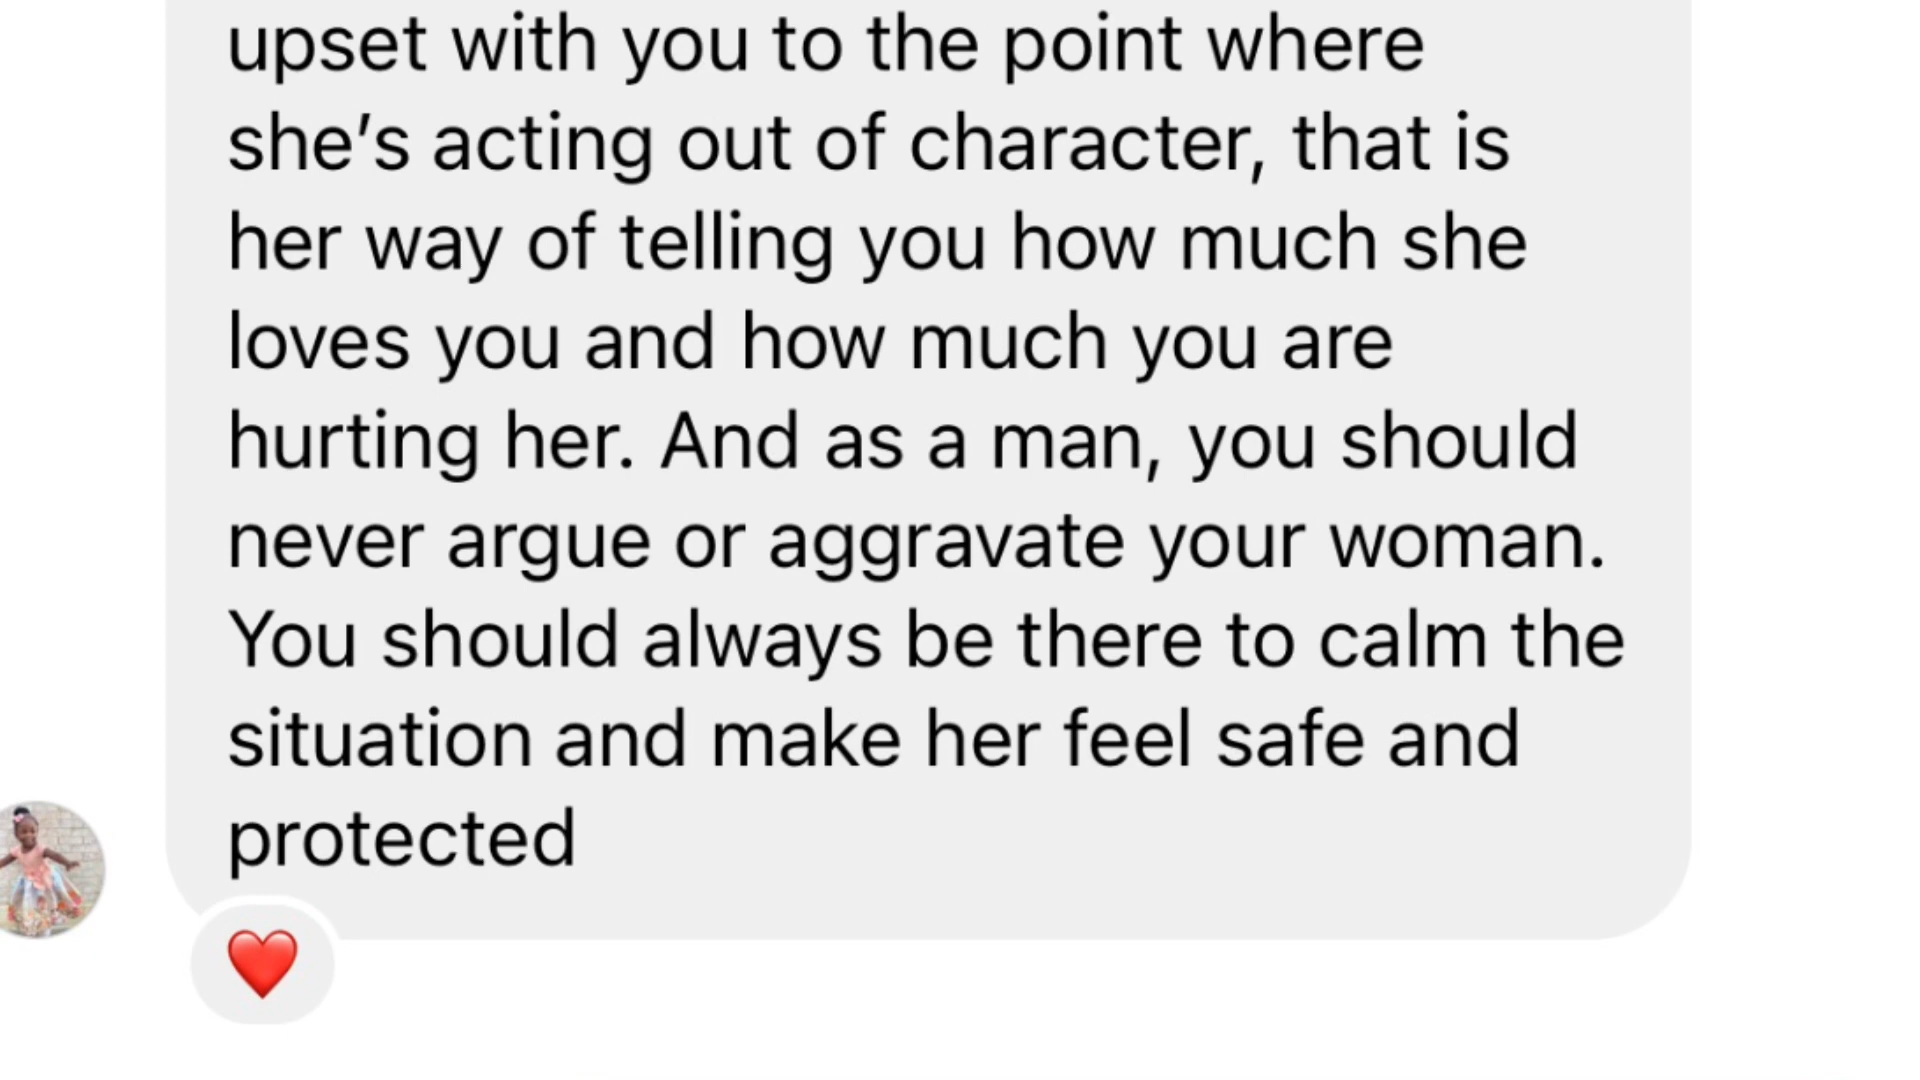 upset with you to the point where
she’s acting out of character, that is
her way of telling you how much she
loves you and how much you are
hurting her. And as a man, you should
never argue or aggravate your woman.
You should always be there to calm the
situation and make her feel safe and
protected